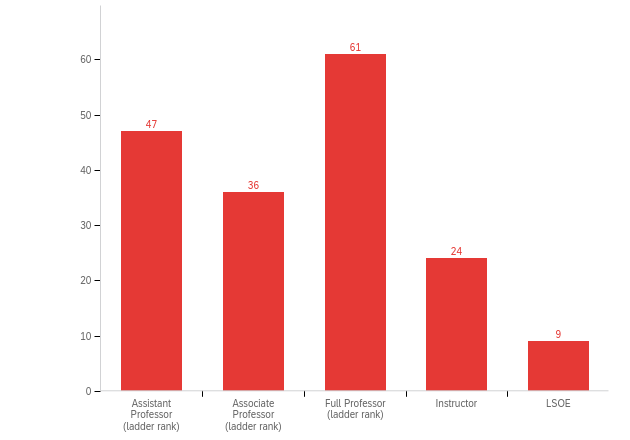 60
50
40
30
20
10
0
47
36
61
24
9
Assistant
Professor
(ladder rank)
Associate
Professor
(ladder rank)
Full Professor
(ladder rank)
Instructor
LSOE